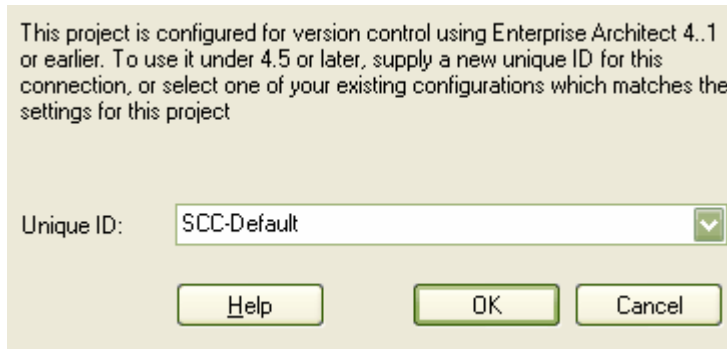 This project is configured for version control using Enterprise Architect 4..1
or earlier. To use it under 4.5 or later, supply a new unique ID for this
connection, or select one of your existing configurations which matches the
settings for this project
Unique ID: SCC-Default
Help OK Cancel